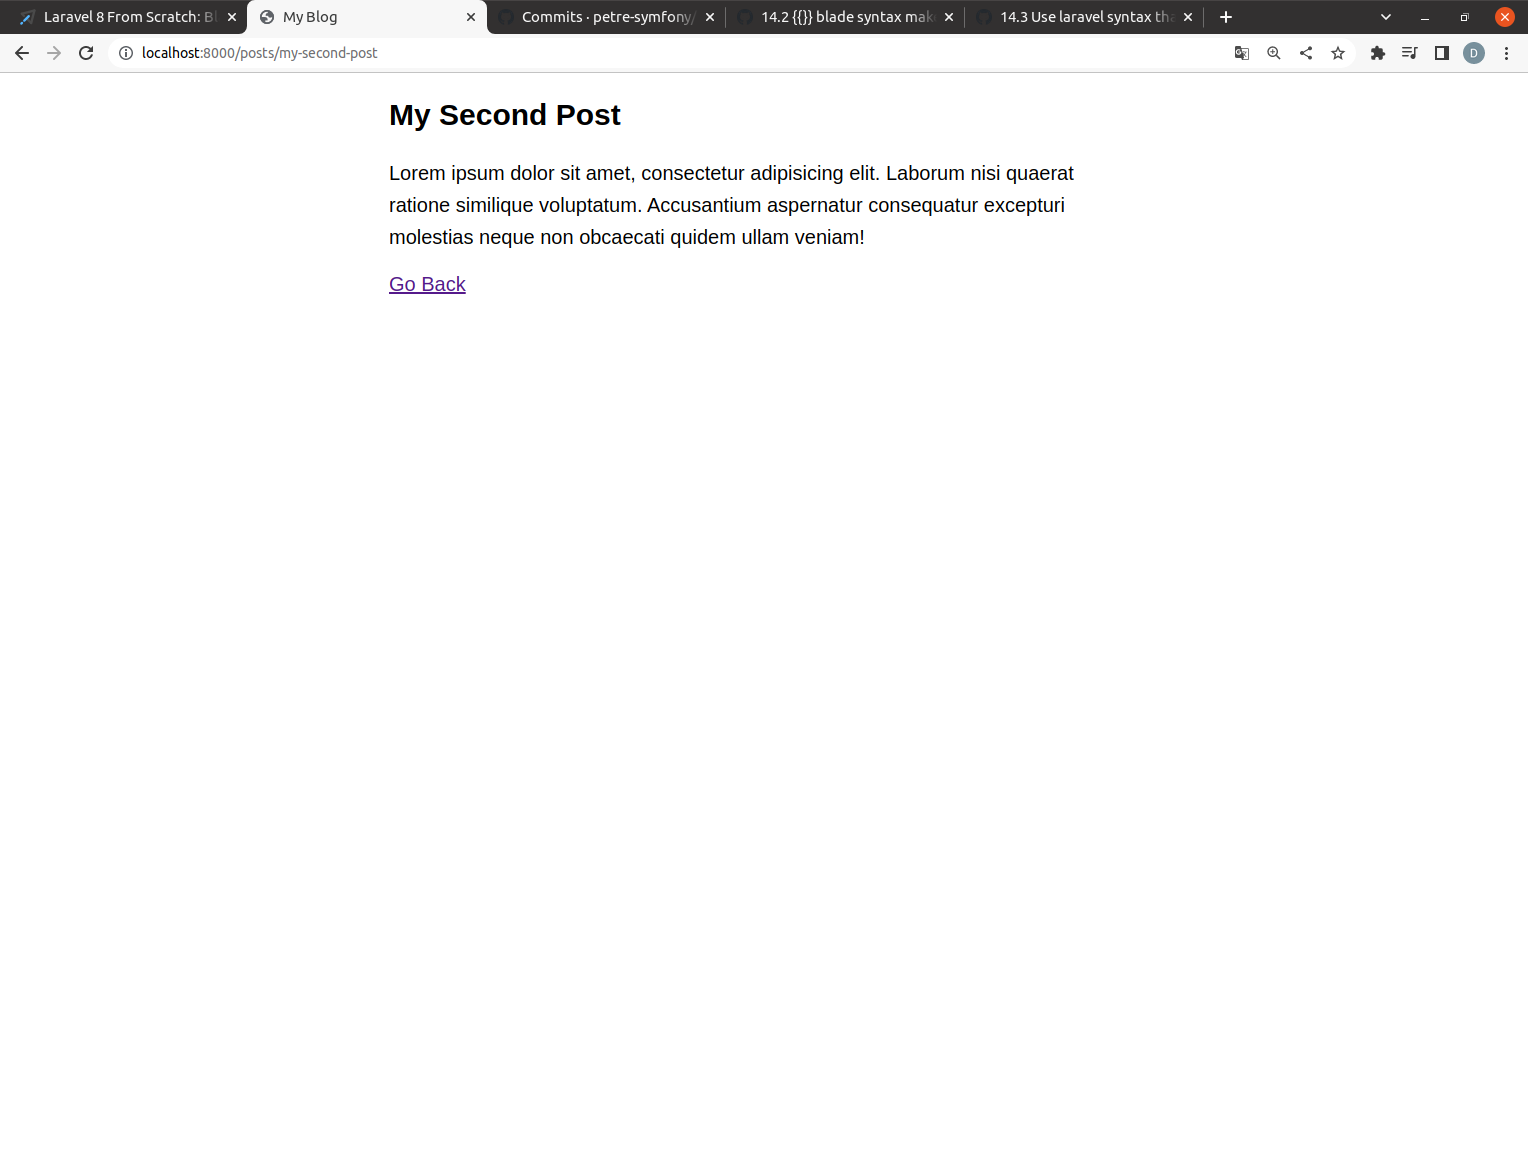 Laravel 8 From Scratch: Bl
My Blog
Commits · petre-symfony/
14.2 {{}} blade syntax mak
14.3 Use laravel syntax tha
localhost:8000/posts/my-second-post
D
My Second Post
Lorem ipsum dolor sit amet, consectetur adipisicing elit. Laborum nisi quaerat
ratione similique voluptatum. Accusantium aspernatur consequatur excepturi
molestias neque non obcaecati quidem ullam veniam!
Go Back